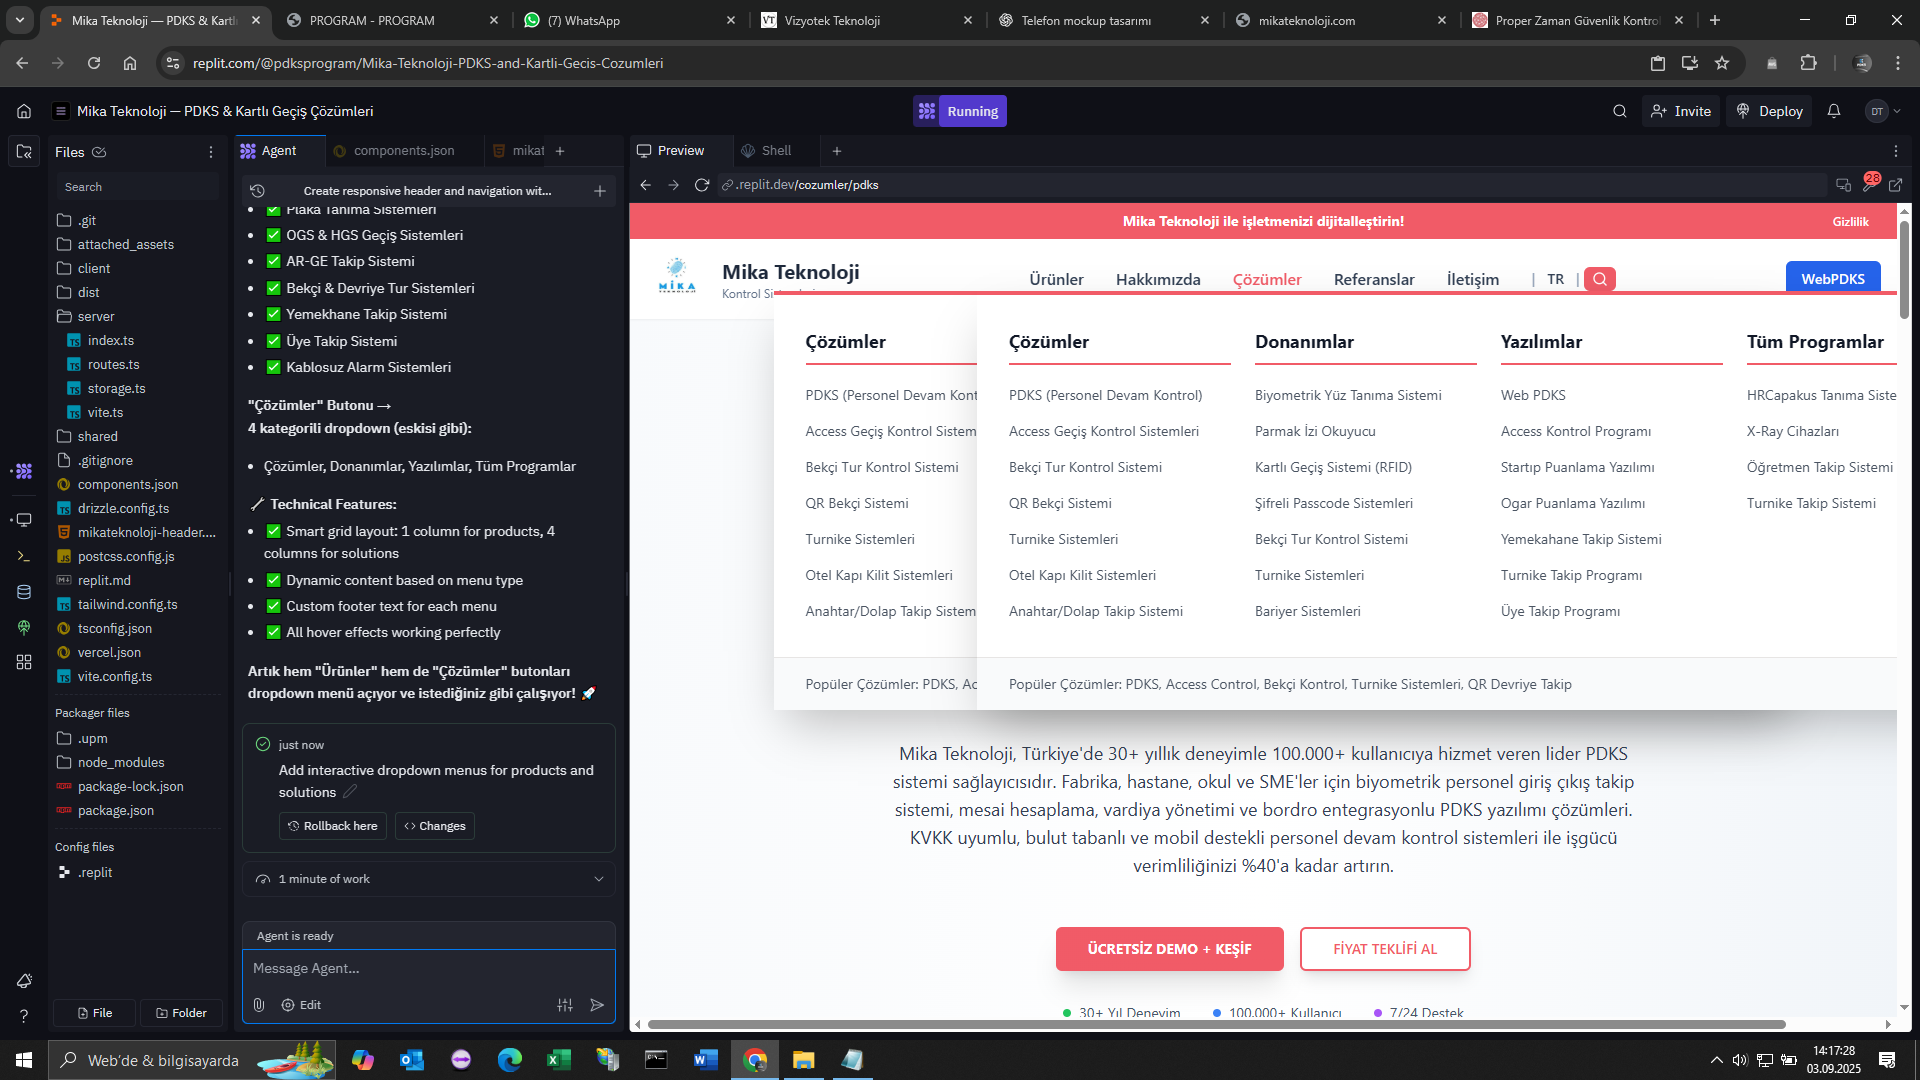 Mika Teknoloji — PDKS & Kartlı
PROGRAM - PROGRAM
(7) WhatsApp
Vizyotek Teknoloji
Telefon mockup tasarımı
mikateknoloji.com
Proper Zaman Güvenlik Kontrol
replit.com/@pdksprogram/Mika-Teknoloji-PDKS-and-Kartli-Gecis-Cozumleri
Mika Teknoloji — PDKS & Kartlı Geçiş Çözümleri
Running
Invite
Deploy
DT
Files
Search
.git
attached_assets
client
dist
server
index.ts
routes.ts
storage.ts
vite.ts
shared
.gitignore
components.json
drizzle.config.ts
mikateknoloji-header....
postcss.config.js
replit.md
tailwind.config.ts
tsconfig.json
vercel.json
vite.config.ts
Packager files
.upm
node_modules
package-lock.json
package.json
Config files
.replit
File
Folder
Agent
components.json
mikat
Create responsive header and navigation wit...
Plaka Tanıma Sistemleri
OGS & HGS Geçiş Sistemleri
AR-GE Takip Sistemi
Bekçi & Devriye Tur Sistemleri
Yemekhane Takip Sistemi
Üye Takip Sistemi
Kablosuz Alarm Sistemleri
"Çözümler" Butonu →
4 kategorili dropdown (eskisi gibi):
Çözümler, Donanımlar, Yazılımlar, Tüm Programlar
Technical Features:
Smart grid layout: 1 column for products, 4
columns for solutions
Dynamic content based on menu type
Custom footer text for each menu
All hover effects working perfectly
Artık hem "Ürünler" hem de "Çözümler" butonları
dropdown menü açıyor ve istediğiniz gibi çalışıyor!
just now
Add interactive dropdown menus for products and
solutions
Rollback here
Changes
1 minute of work
Agent is ready
Message Agent...
Edit
Preview
Shell
.replit.dev/cozumler/pdks
28
Mika Teknoloji ile işletmenizi dijitalleştirin!
Gizlilik
MİKA
TEKNOLOJİ
Mika Teknoloji
Kontrol Si
Ürünler
Hakkımızda
Çözümler
Referanslar
İletişim
| TR |
WebPDKS
Çözümler
PDKS (Personel Devam Kont
Access Geçiş Kontrol Sistem
Bekçi Tur Kontrol Sistemi
QR Bekçi Sistemi
Turnike Sistemleri
Otel Kapı Kilit Sistemleri
Anahtar/Dolap Takip Sistem
Popüler Çözümler: PDKS, Ac
Çözümler
PDKS (Personel Devam Kontrol)
Access Geçiş Kontrol Sistemleri
Bekçi Tur Kontrol Sistemi
QR Bekçi Sistemi
Turnike Sistemleri
Otel Kapı Kilit Sistemleri
Anahtar/Dolap Takip Sistemi
Donanımlar
Biyometrik Yüz Tanıma Sistemi
Parmak İzi Okuyucu
Kartlı Geçiş Sistemi (RFID)
Şifreli Passcode Sistemleri
Bekçi Tur Kontrol Sistemi
Turnike Sistemleri
Bariyer Sistemleri
Yazılımlar
Web PDKS
Access Kontrol Programı
Startıp Puanlama Yazılımı
Ogar Puanlama Yazılımı
Yemekahane Takip Sistemi
Turnike Takip Programı
Üye Takip Programı
Tüm Programlar
HRCapakus Tanıma Siste
X-Ray Cihazları
Öğretmen Takip Sistemi
Turnike Takip Sistemi
Popüler Çözümler: PDKS, Access Control, Bekçi Kontrol, Turnike Sistemleri, QR Devriye Takip
Mika Teknoloji, Türkiye'de 30+ yıllık deneyimle 100.000+ kullanıcıya hizmet veren lider PDKS
sistemi sağlayıcısıdır. Fabrika, hastane, okul ve SME'ler için biyometrik personel giriş çıkış takip
sistemi, mesai hesaplama, vardiya yönetimi ve bordro entegrasyonlu PDKS yazılımı çözümleri.
KVKK uyumlu, bulut tabanlı ve mobil destekli personel devam kontrol sistemleri ile işgücü
verimliliğinizi %40'a kadar artırın.
ÜCRETSİZ DEMO + KEŞİF
FİYAT TEKLİFİ AL
30+ Yıl Deneyim
100.000+ Kullanıcı
7/24 Destek
Web'de & bilgisayarda
14:17:28
03.09.2025